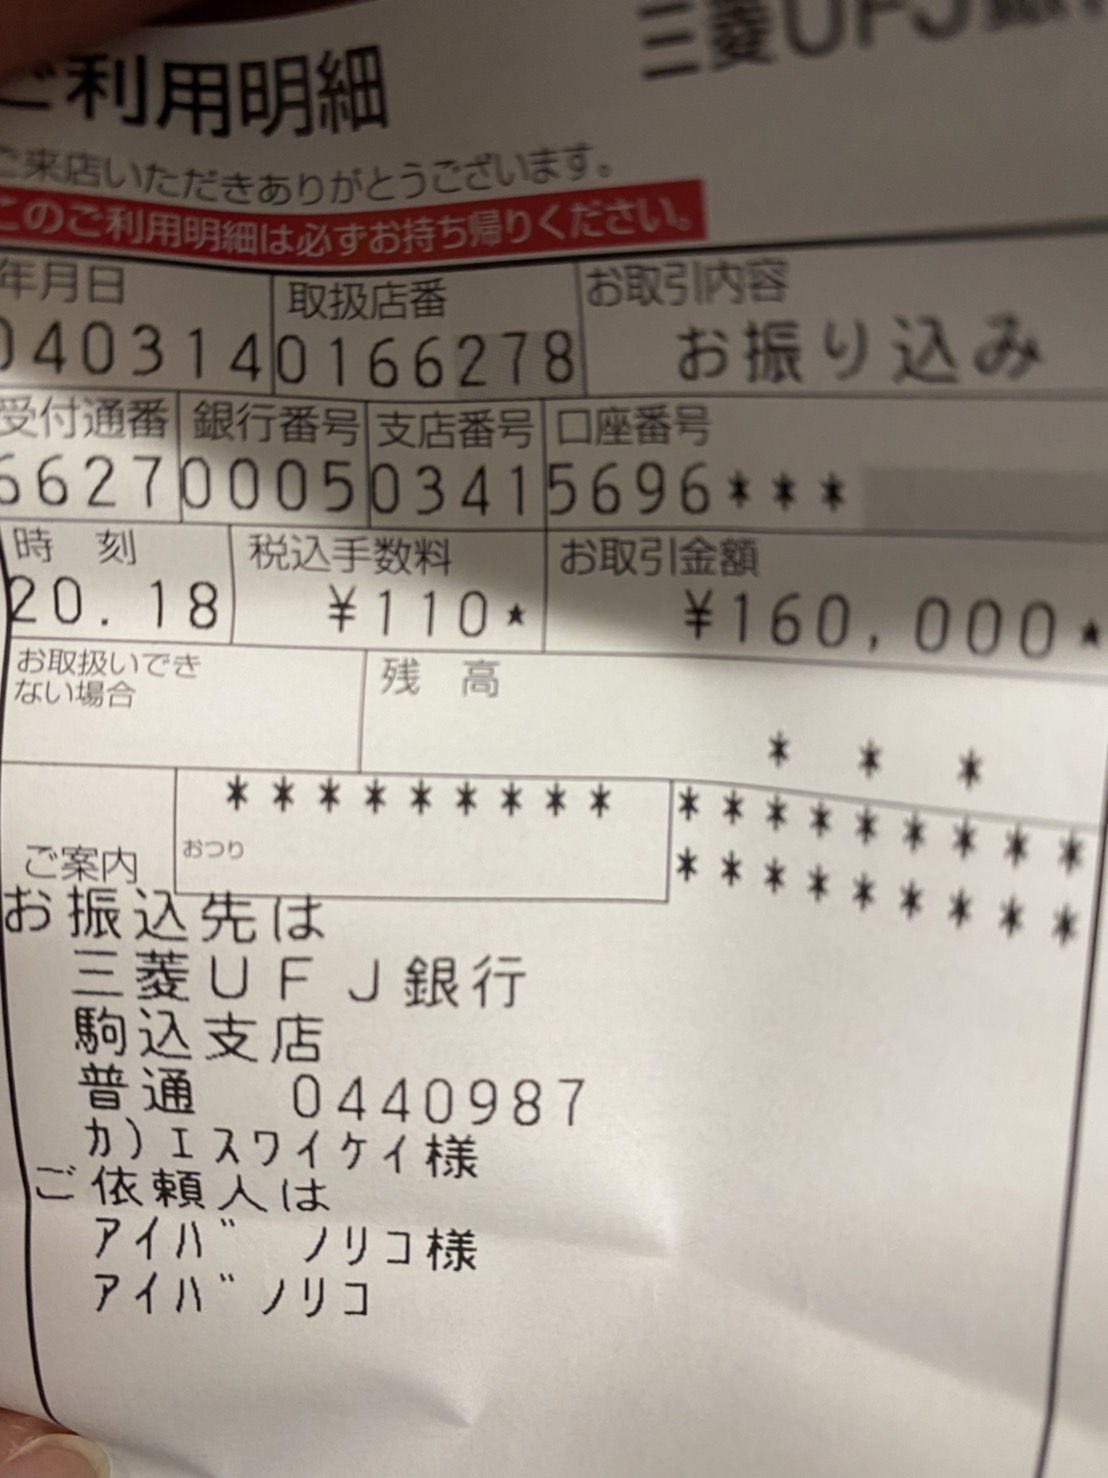 ご利用明細
三菱UFJ銀行
ご来店いただきありがとうございます。
このご利用明細は必ずお持ち帰りください。
年月日 取扱店番 お取引内容
040314 0166278 お振り込み
受付通番 銀行番号 支店番号 口座番号
6627 0005 0341 5696***
時 刻 税込手数料 お取引金額
20.18 ¥110* ¥160,000*
お取扱いでき
ない場合
残 高
* * *
* * * * * * * * *
* * * * * * * * *
おつり
* * * * * * * * *
ご案内
お振込先は
三菱UFJ銀行
駒込支店
普通 0440987
カ)エスワイケイ様
ご依頼人は
アイバ゛ ノリコ様
アイバ゛ノリコ